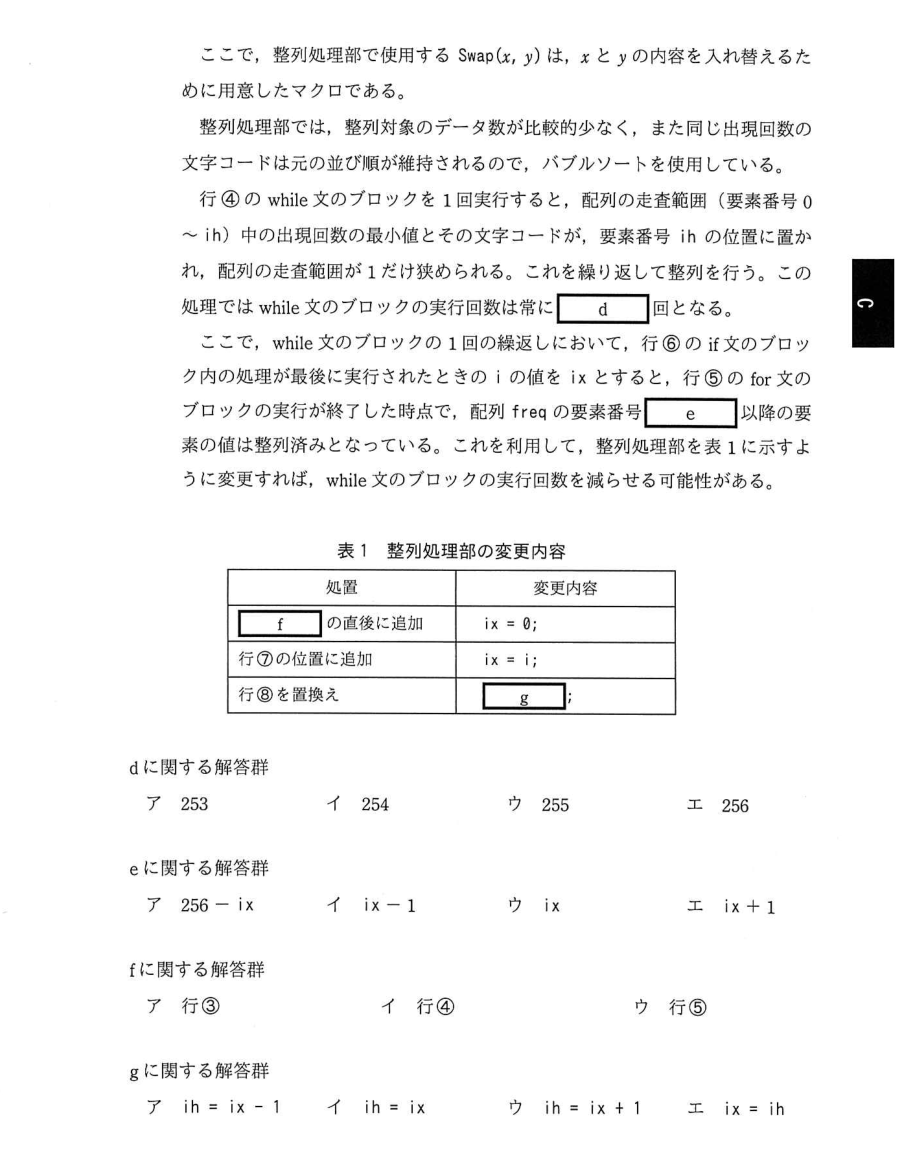 ここで，整列処理部で使用する Swap(x, y) は，x と y の内容を入れ替えるた
めに用意したマクロである。
整列処理部では，整列対象のデータ数が比較的少なく，また同じ出現回数の
文字コードは元の並び順が維持されるので，バブルソートを使用している。
行④の while 文のブロックを 1 回実行すると，配列の走査範囲（要素番号 0
～ ih）中の出現回数の最小値とその文字コードが，要素番号 ih の位置に置か
れ，配列の走査範囲が 1 だけ狭められる。これを繰り返して整列を行う。この
処理では while 文のブロックの実行回数は常に d 回となる。
C
ここで，while 文のブロックの 1 回の繰返しにおいて，行⑥の if 文のブロッ
ク内の処理が最後に実行されたときの i の値を ix とすると，行⑤の for 文の
ブロックの実行が終了した時点で，配列 freq の要素番号 e 以降の要
素の値は整列済みとなっている。これを利用して，整列処理部を表 1 に示すよ
うに変更すれば，while 文のブロックの実行回数を減らせる可能性がある。
表 1 整列処理部の変更内容
処置 変更内容
f の直後に追加 ix = 0;
行⑦の位置に追加 ix = i;
行⑧を置換え g ;
d に関する解答群
ア 253 イ 254 ウ 255 エ 256
e に関する解答群
ア 256 − ix イ ix − 1 ウ ix エ ix + 1
f に関する解答群
ア 行③ イ 行④ ウ 行⑤
g に関する解答群
ア ih = ix - 1 イ ih = ix ウ ih = ix + 1 エ ix = ih